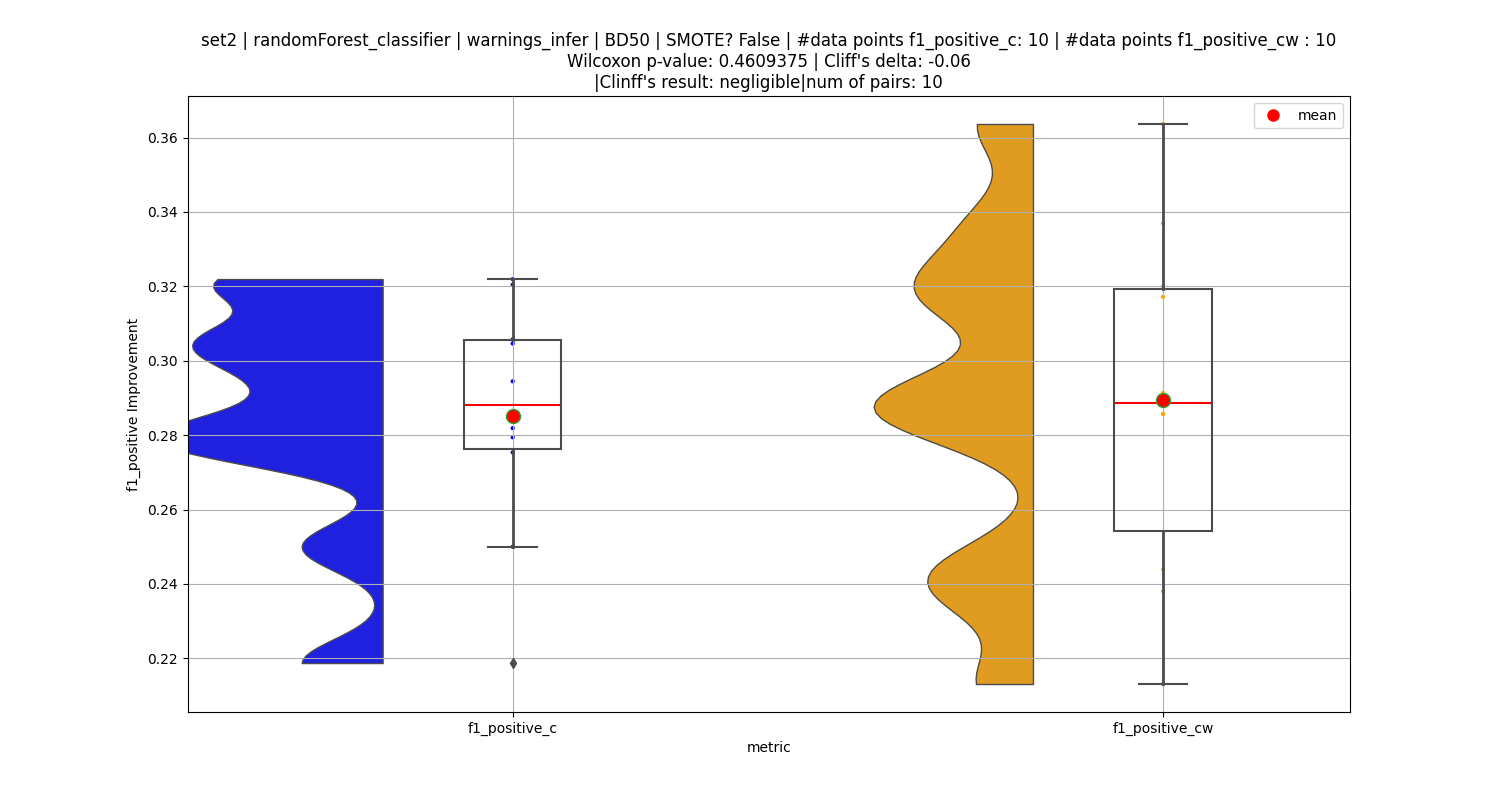 set2 | randomForest_classifier | warnings_infer | BD50 | SMOTE? False | #data points f1_positive_c: 10 | #data points f1_positive_cw : 10
Wilcoxon p-value: 0.4609375 | Cliff's delta: -0.06
|Clinff's result: negligible|num of pairs: 10
mean
0.36
0.34
0.32
0.30
0.28
0.26
0.24
0.22
f1_positive Improvement
f1_positive_c
f1_positive_cw
metric